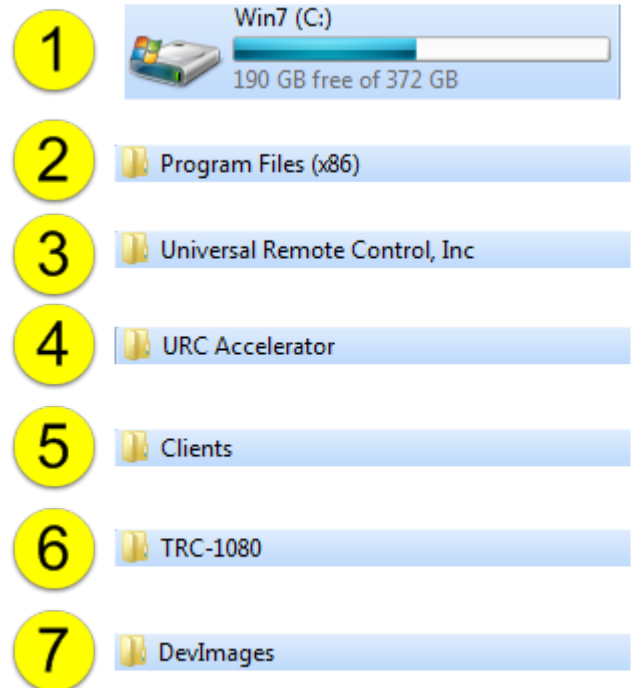 1
Win7 (C:)
190 GB free of 372 GB
2
Program Files (x86)
3
Universal Remote Control, Inc
4
URC Accelerator
5
Clients
6
TRC-1080
7
DevImages